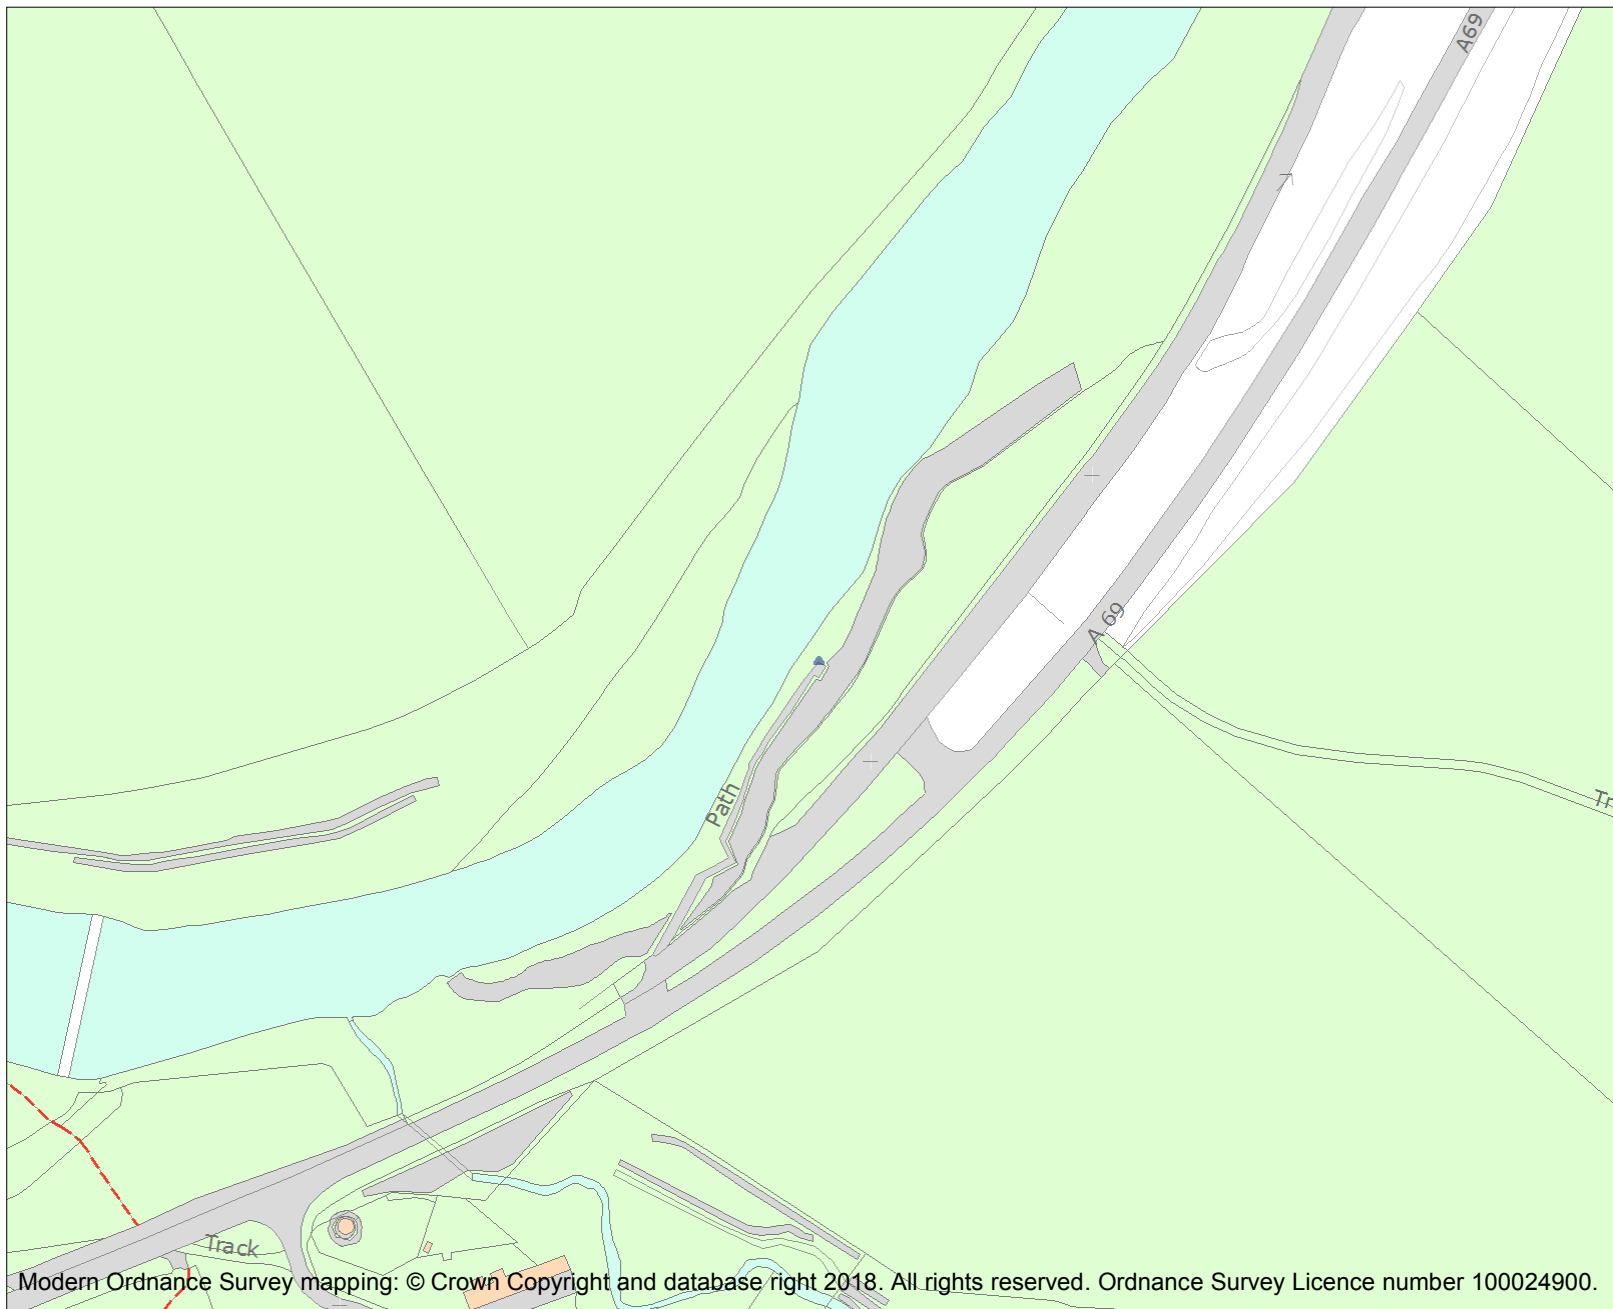 A69
A 69
Path
Tr
Track
Modern Ordnance Survey mapping: © Crown Copyright and database right 2018. All rights reserved. Ordnance Survey Licence number 100024900.